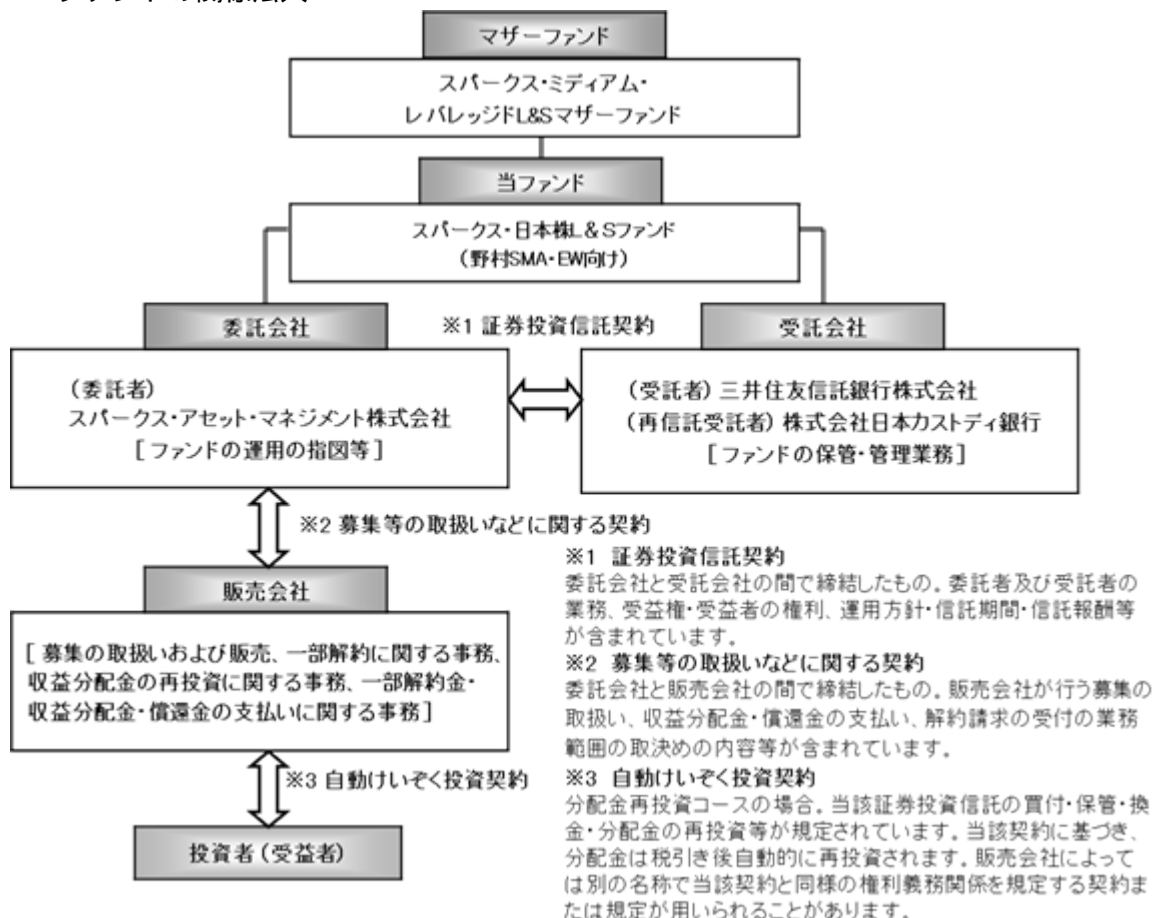 マザーファンド
スパークス・ミディアム・
レバレッジドL&Sマザーファンド
当ファンド
スパークス・日本株L&Sファンド
（野村SMA・EW向け）
委託会社
※1 証券投資信託契約
受託会社
（委託者）
スパークス・アセット・マネジメント株式会社
［ファンドの運用の指図等］
（受託者）三井住友信託銀行株式会社
（再信託受託者）株式会社日本カストディ銀行
［ファンドの保管・管理業務］
※2 募集等の取扱いなどに関する契約
販売会社
［募集の取扱いおよび販売、一部解約に関する事務、
収益分配金の再投資に関する事務、一部解約金・
収益分配金・償還金の支払いに関する事務］
※3 自動けいぞく投資契約
投資者（受益者）
※1 証券投資信託契約
委託会社と受託会社の間で締結したもの。委託者及び受託者の
業務、受益権・受益者の権利、運用方針・信託期間・信託報酬等
が含まれています。
※2 募集等の取扱いなどに関する契約
委託会社と販売会社の間で締結したもの。販売会社が行う募集の
取扱い、収益分配金・償還金の支払い、解約請求の受付の業務
範囲の取決めの内容等が含まれています。
※3 自動けいぞく投資契約
分配金再投資コースの場合。当該証券投資信託の買付・保管・換
金・分配金の再投資等が規定されています。当該契約に基づき、
分配金は税引き後自動的に再投資されます。販売会社によって
は別の名称で当該契約と同様の権利義務関係を規定する契約ま
たは規定が用いられることがあります。